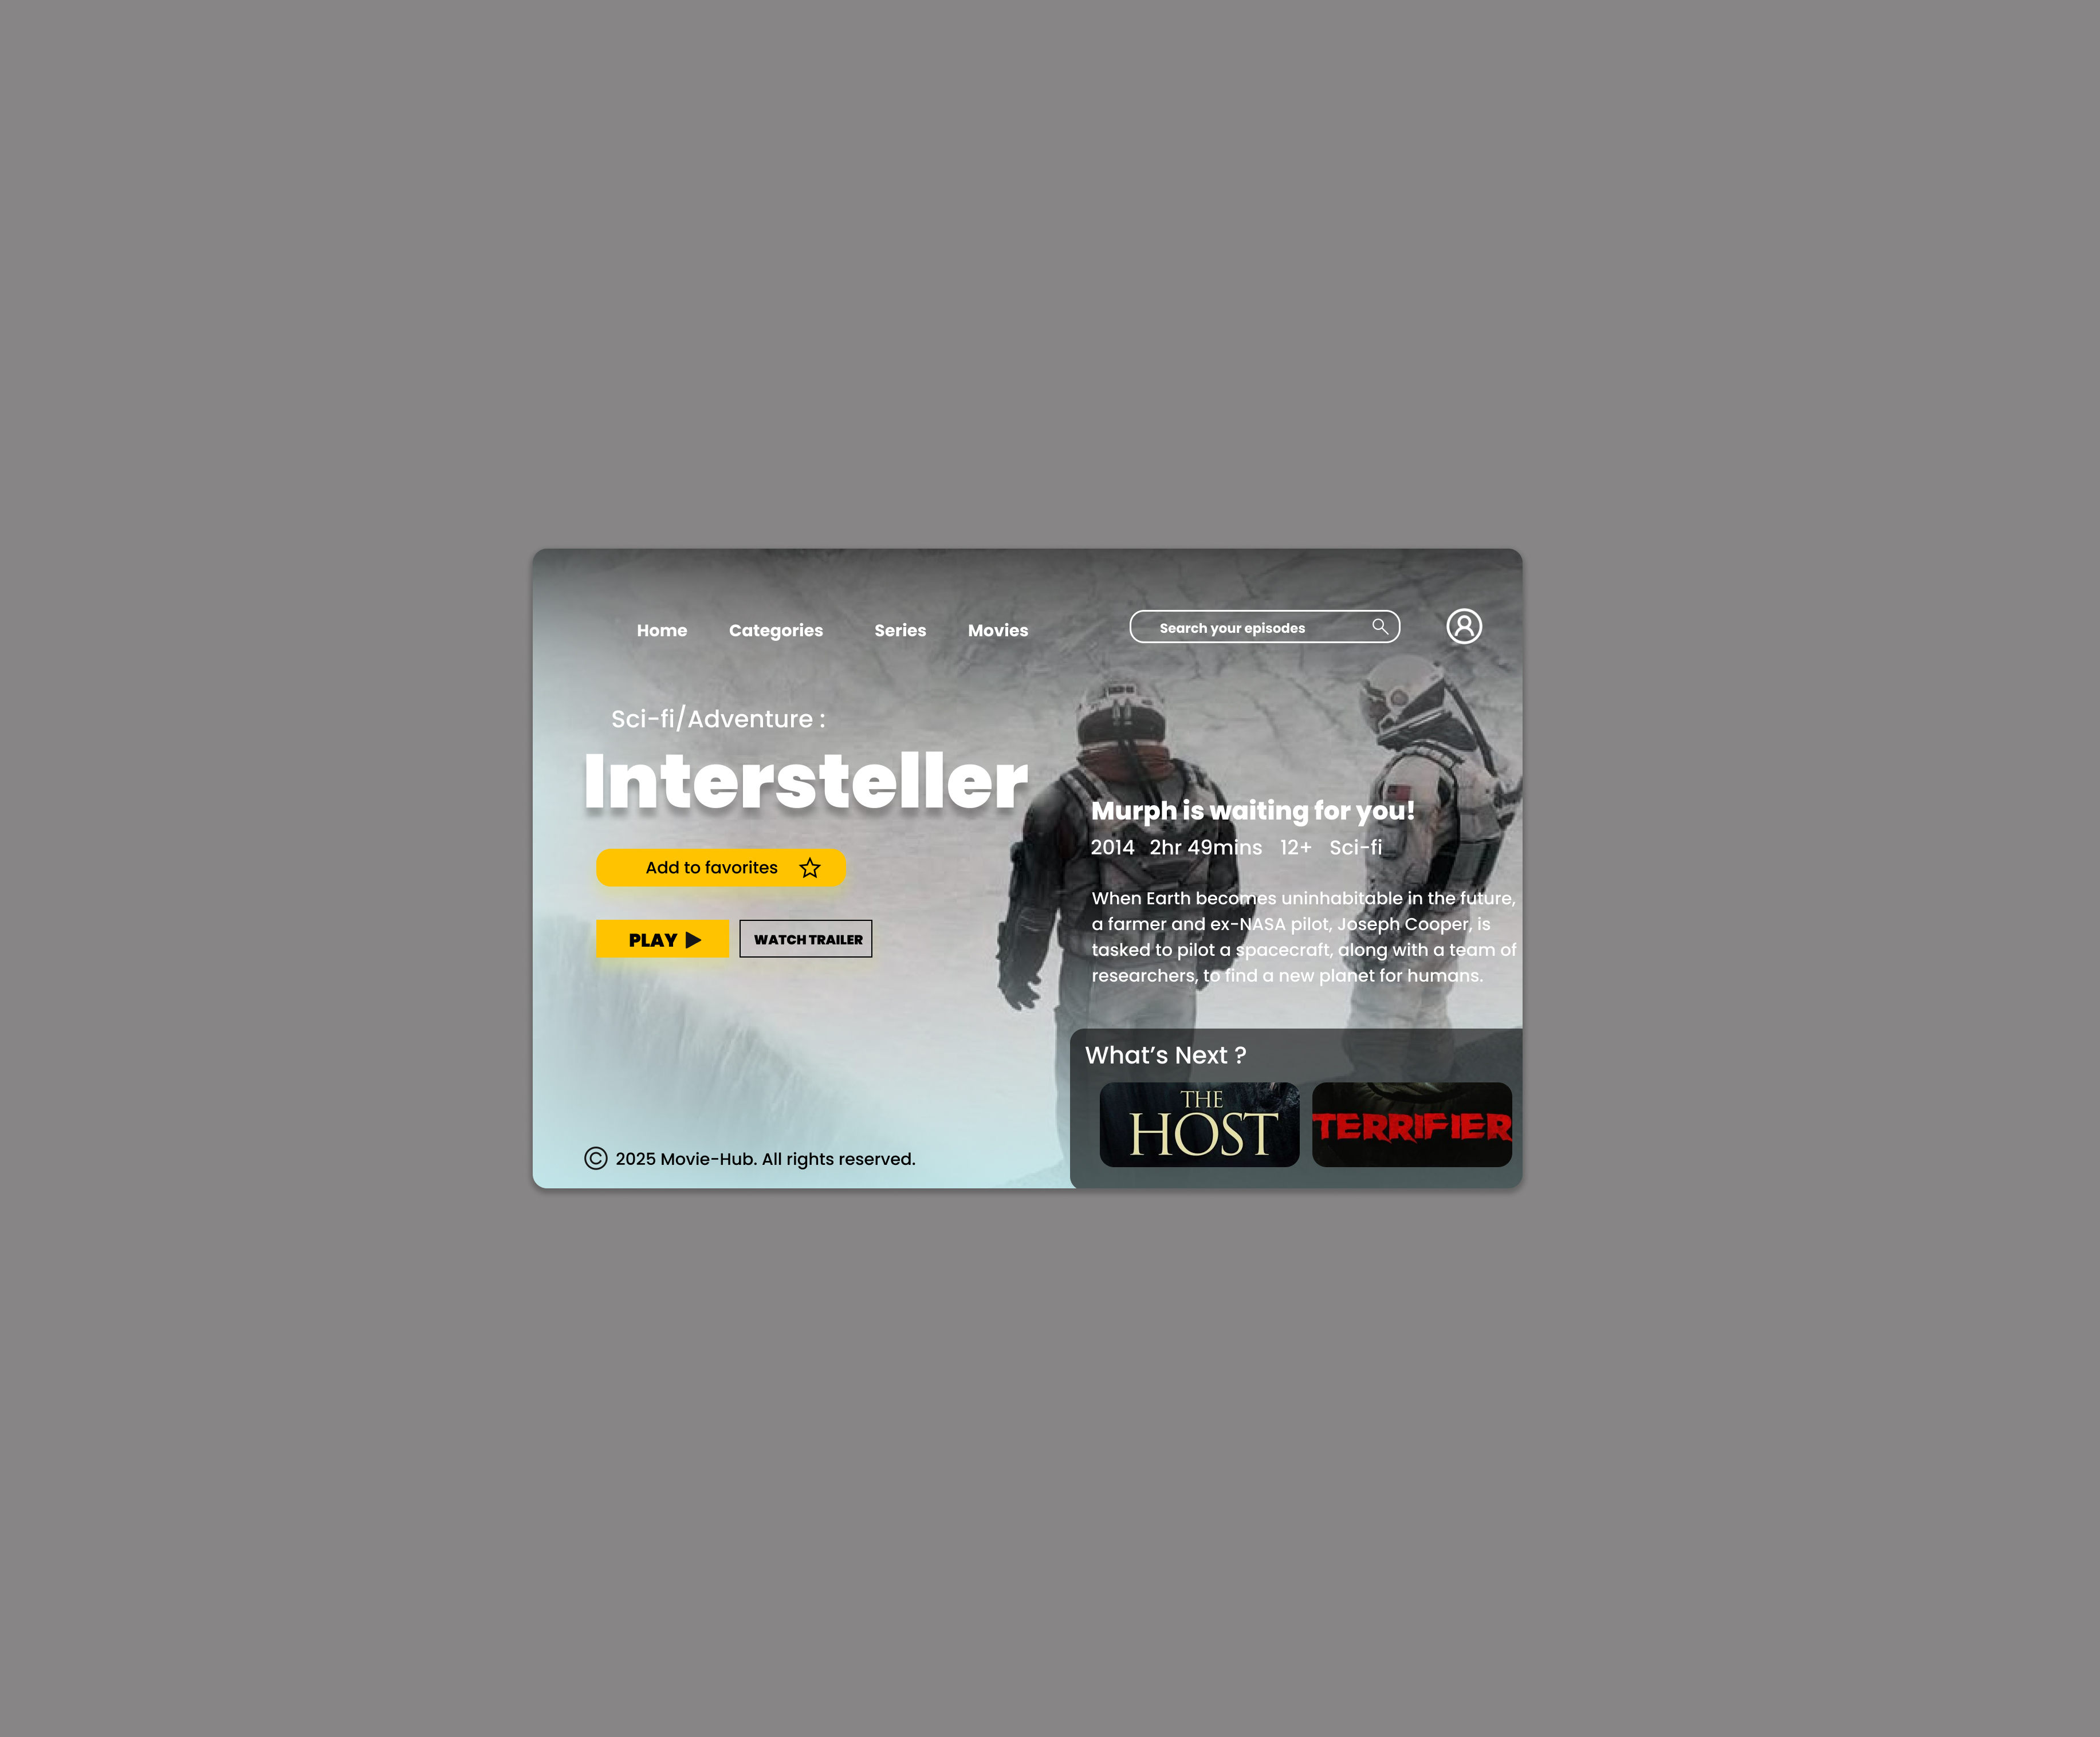 Home Categories Series Movies Search your episodes
Sci-fi/Adventure :
Intersteller
Add to favorites
PLAY WATCH TRAILER
Murph is waiting for you!
2014 2hr 49mins 12+ Sci-fi
When Earth becomes uninhabitable in the future,
a farmer and ex-NASA pilot, Joseph Cooper, is
tasked to pilot a spacecraft, along with a team of
researchers, to find a new planet for humans.
What’s Next ?
THE
HOST
TERRIFIER
© 2025 Movie-Hub. All rights reserved.